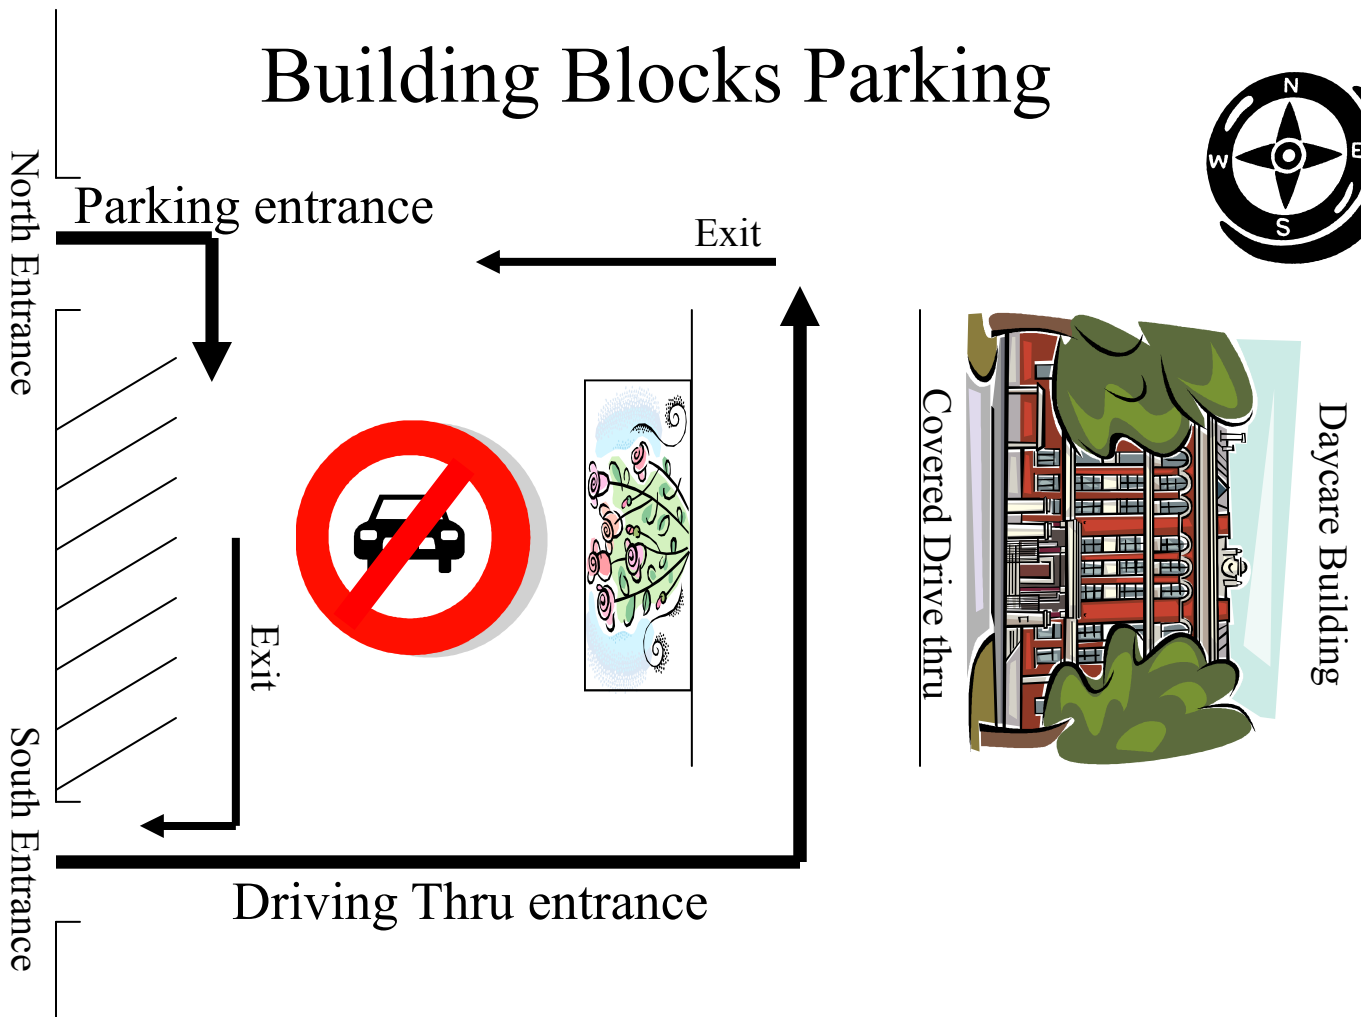 Building Blocks Parking
N
W
E
S
North Entrance
Parking entrance
Exit
Covered Drive thru
Daycare Building
Exit
South Entrance
Driving Thru entrance